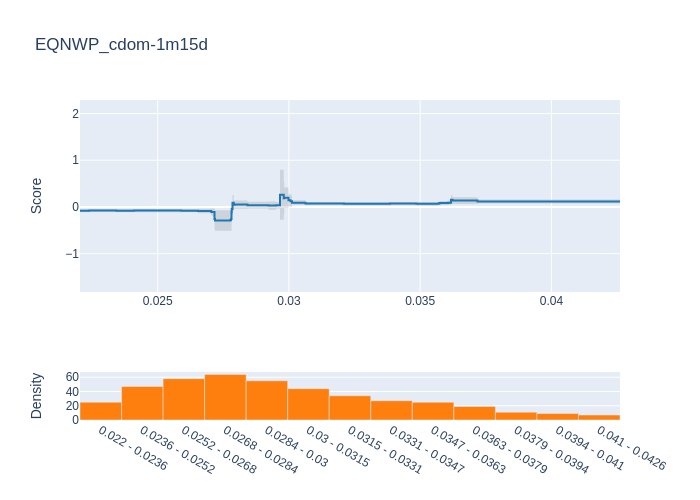 EQNWP_cdom-1m15d
Score
2
1
0
−1
0.025 0.03 0.035 0.04
Density
60
40
20
0
0.022 - 0.0236
0.0236 - 0.0252
0.0252 - 0.0268
0.0268 - 0.0284
0.0284 - 0.03
0.03 - 0.0315
0.0315 - 0.0331
0.0331 - 0.0347
0.0347 - 0.0363
0.0363 - 0.0379
0.0379 - 0.0394
0.0394 - 0.041
0.041 - 0.0426